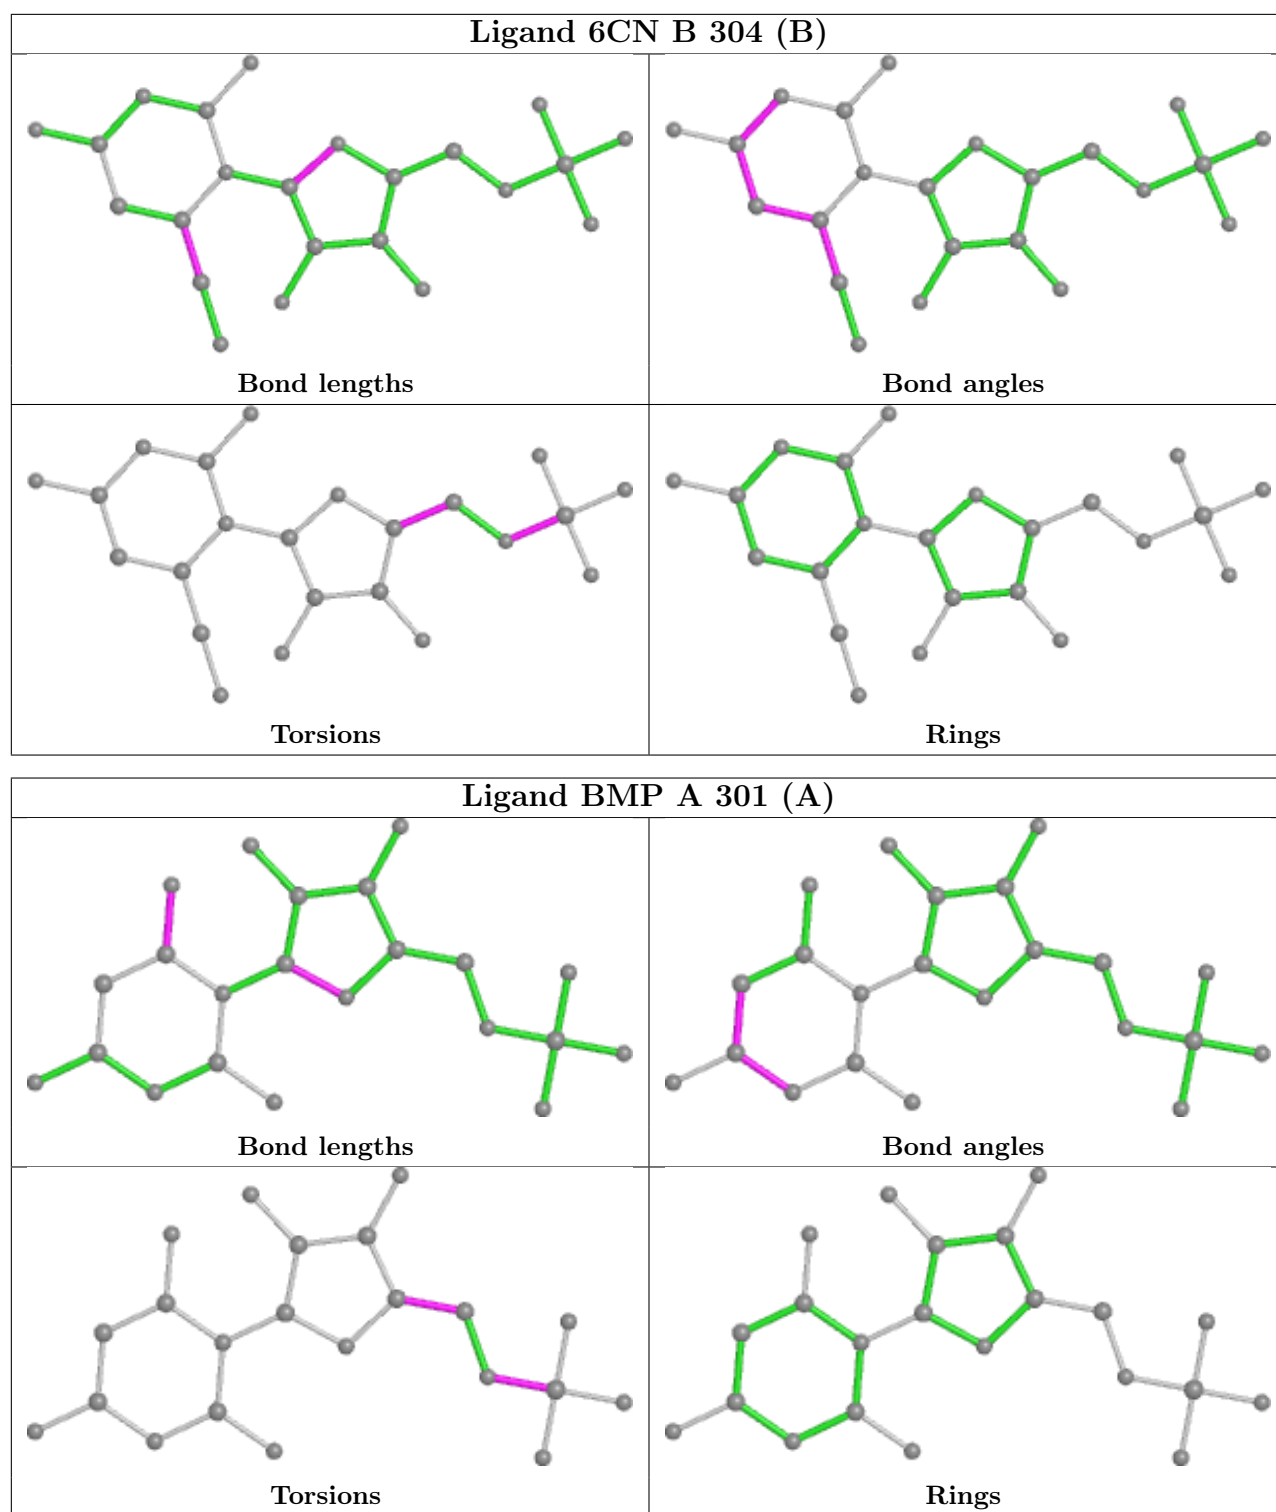 Ligand 6CN B 304 (B)
Bond lengths
Bond angles
Torsions
Rings
Ligand BMP A 301 (A)
Bond lengths
Bond angles
Torsions
Rings